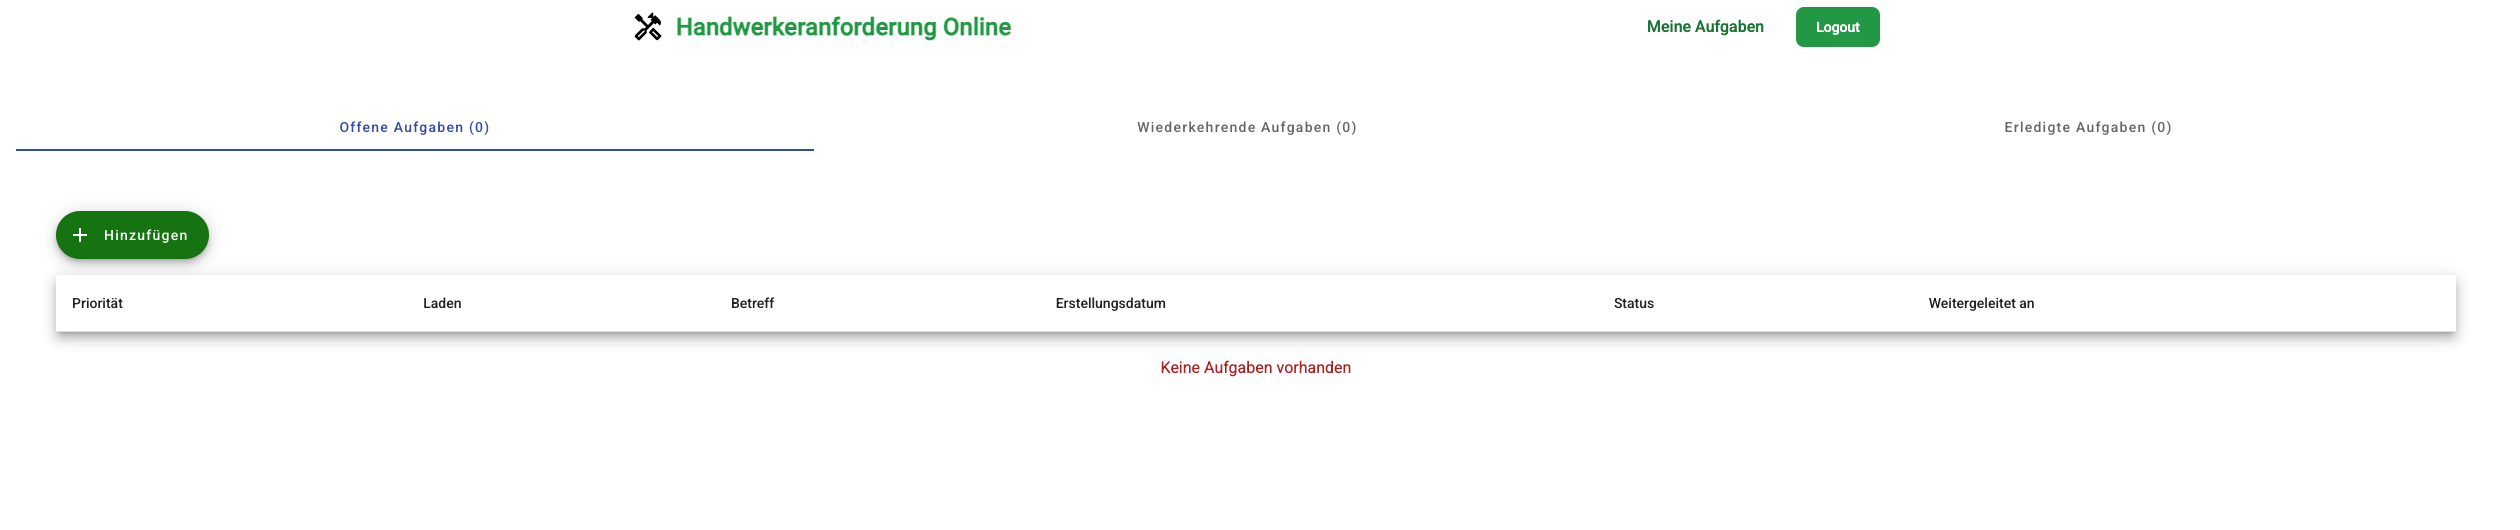 Handwerkeranforderung Online
Meine Aufgaben
Logout
Offene Aufgaben (0)
Wiederkehrende Aufgaben (0)
Erledigte Aufgaben (0)
Hinzufügen
Priorität
Laden
Betreff
Erstellungsdatum
Status
Weitergeleitet an
Keine Aufgaben vorhanden